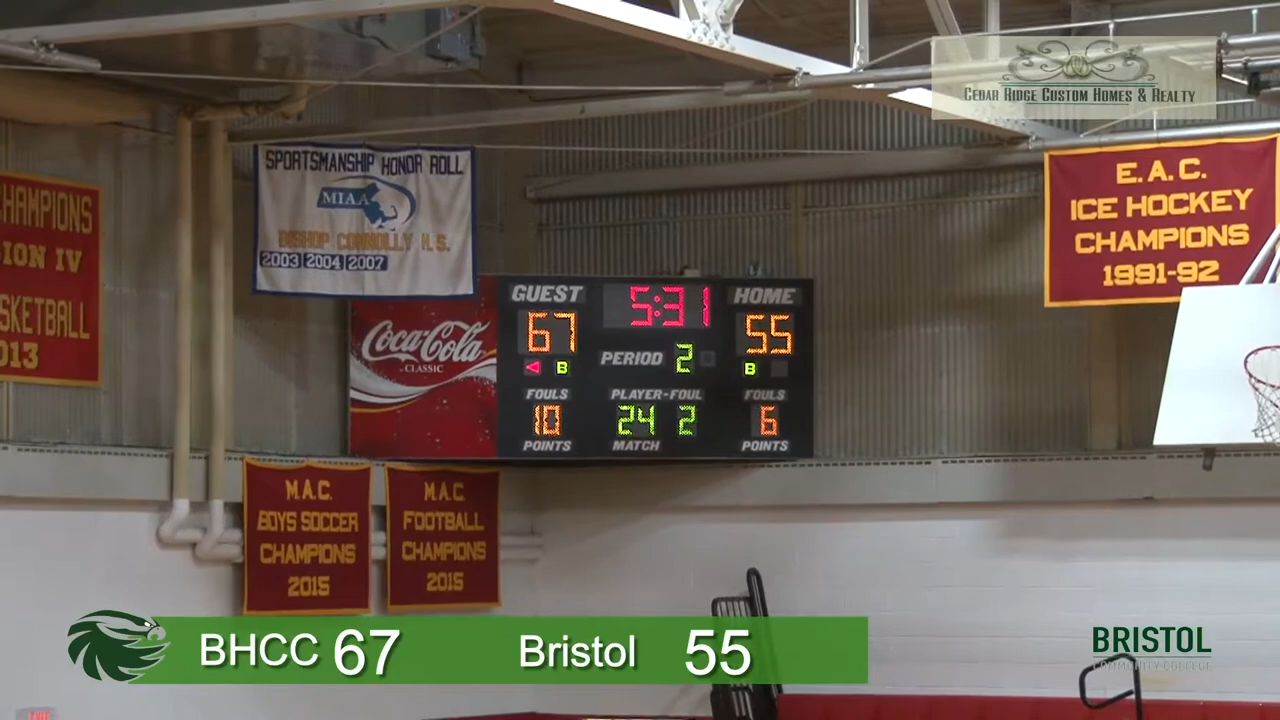 CEDAR RIDGE CUSTOM HOMES & REALTY
CHAMPIONS
ION IV
SKETBALL
013
SPORTSMANSHIP HONOR ROLL
MIAA
BISHOP CONNOLLY H.S.
2003 2004 2007
E.A.C.
ICE HOCKEY
CHAMPIONS
1991-92
Coca-Cola
CLASSIC
GUEST 5:31 HOME
67 55
PERIOD 2
B B
FOULS PLAYER-FOUL FOULS
10 24 2 6
POINTS MATCH POINTS
M.A.C.
BOYS SOCCER
CHAMPIONS
2015
M.A.C.
FOOTBALL
CHAMPIONS
2015
BHCC 67 Bristol 55
BRISTOL
COMMUNITY COLLEGE
EXIT